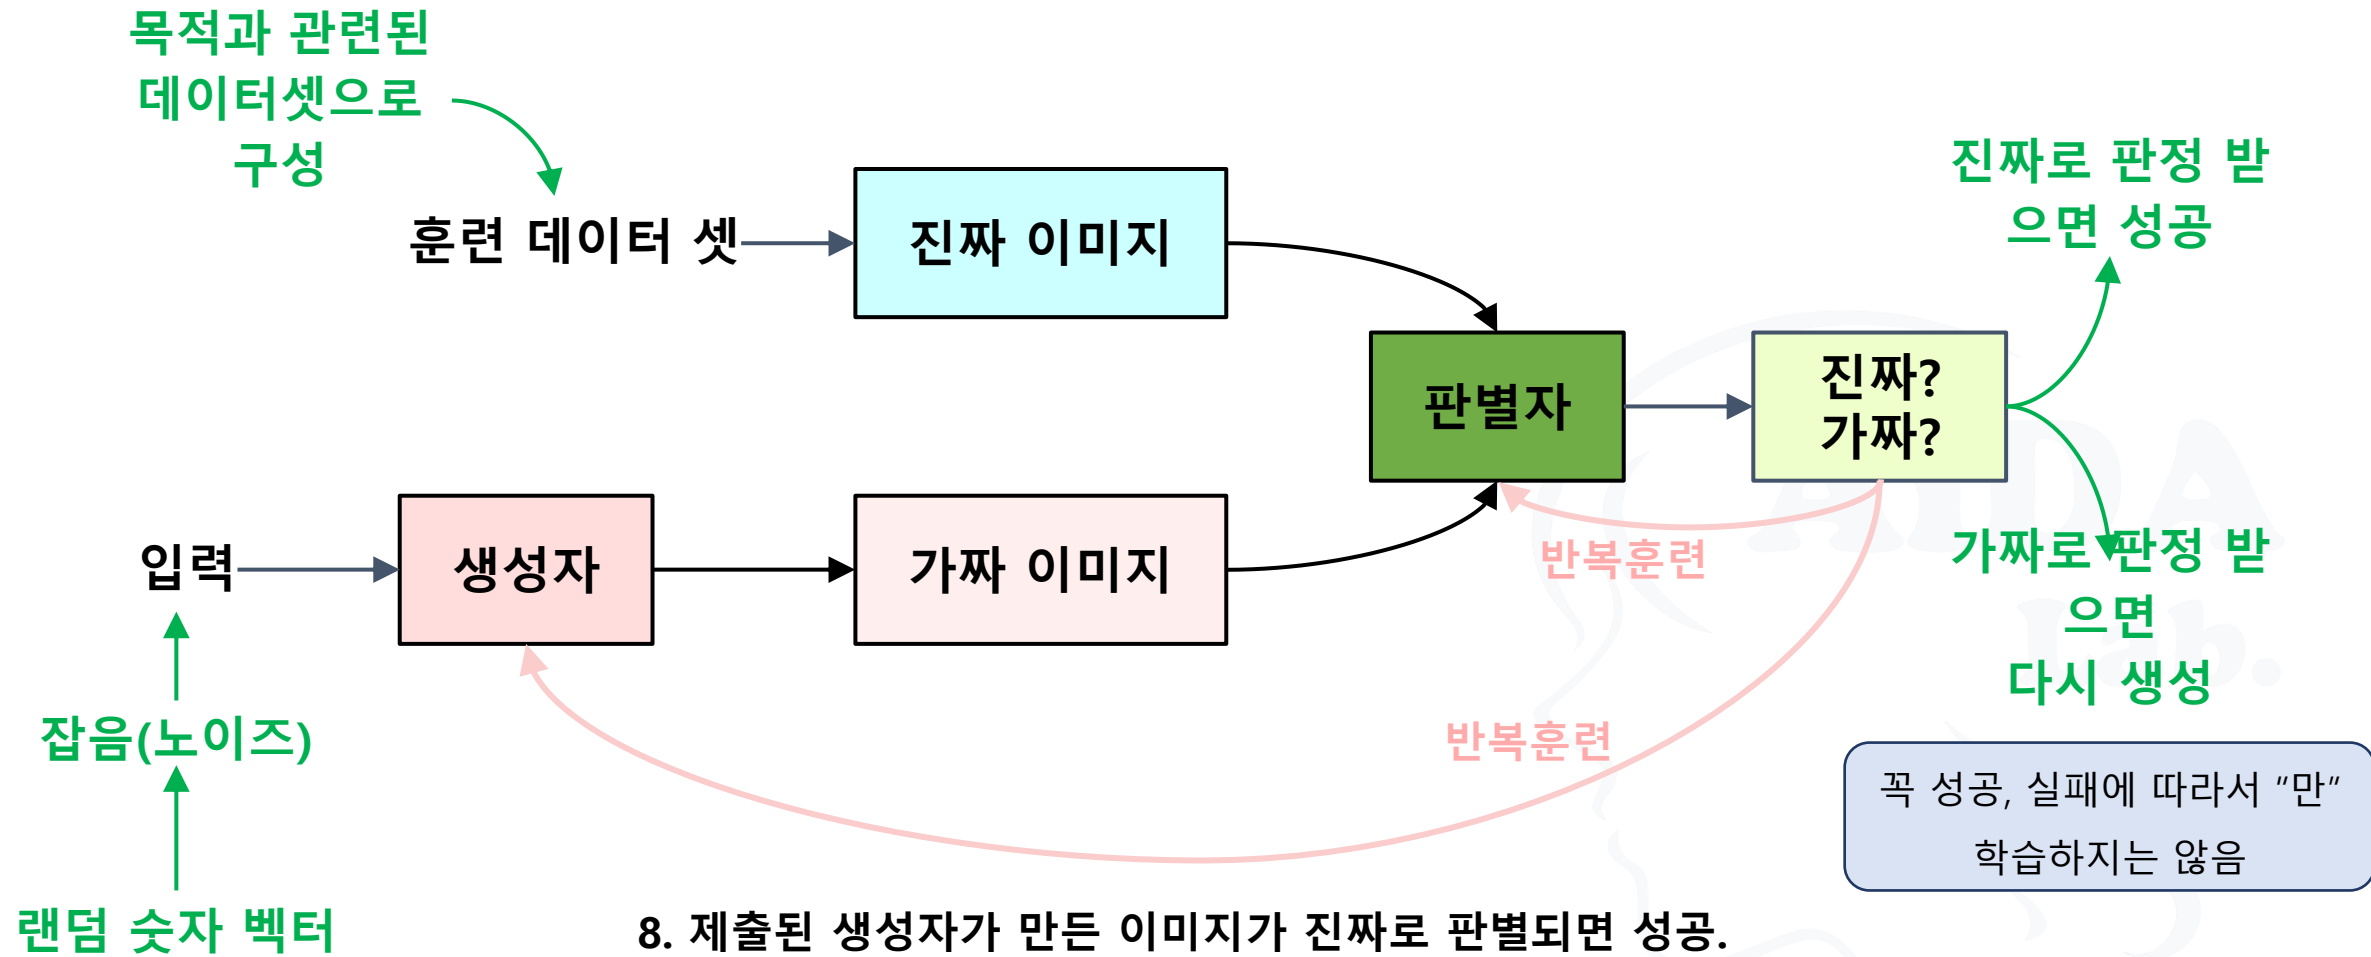 목적과 관련된
데이터셋으로
구성
훈련 데이터 셋
진짜 이미지
진짜로 판정 받
으면 성공
판별자
진짜?
가짜?
입력
생성자
가짜 이미지
반복훈련
가짜로 판정 받
으면
다시 생성
AIDA
Lab.
잡음(노이즈)
반복훈련
꼭 성공, 실패에 따라서 "만"
학습하지는 않음
랜덤 숫자 벡터
8. 제출된 생성자가 만든 이미지가 진짜로 판별되면 성공.